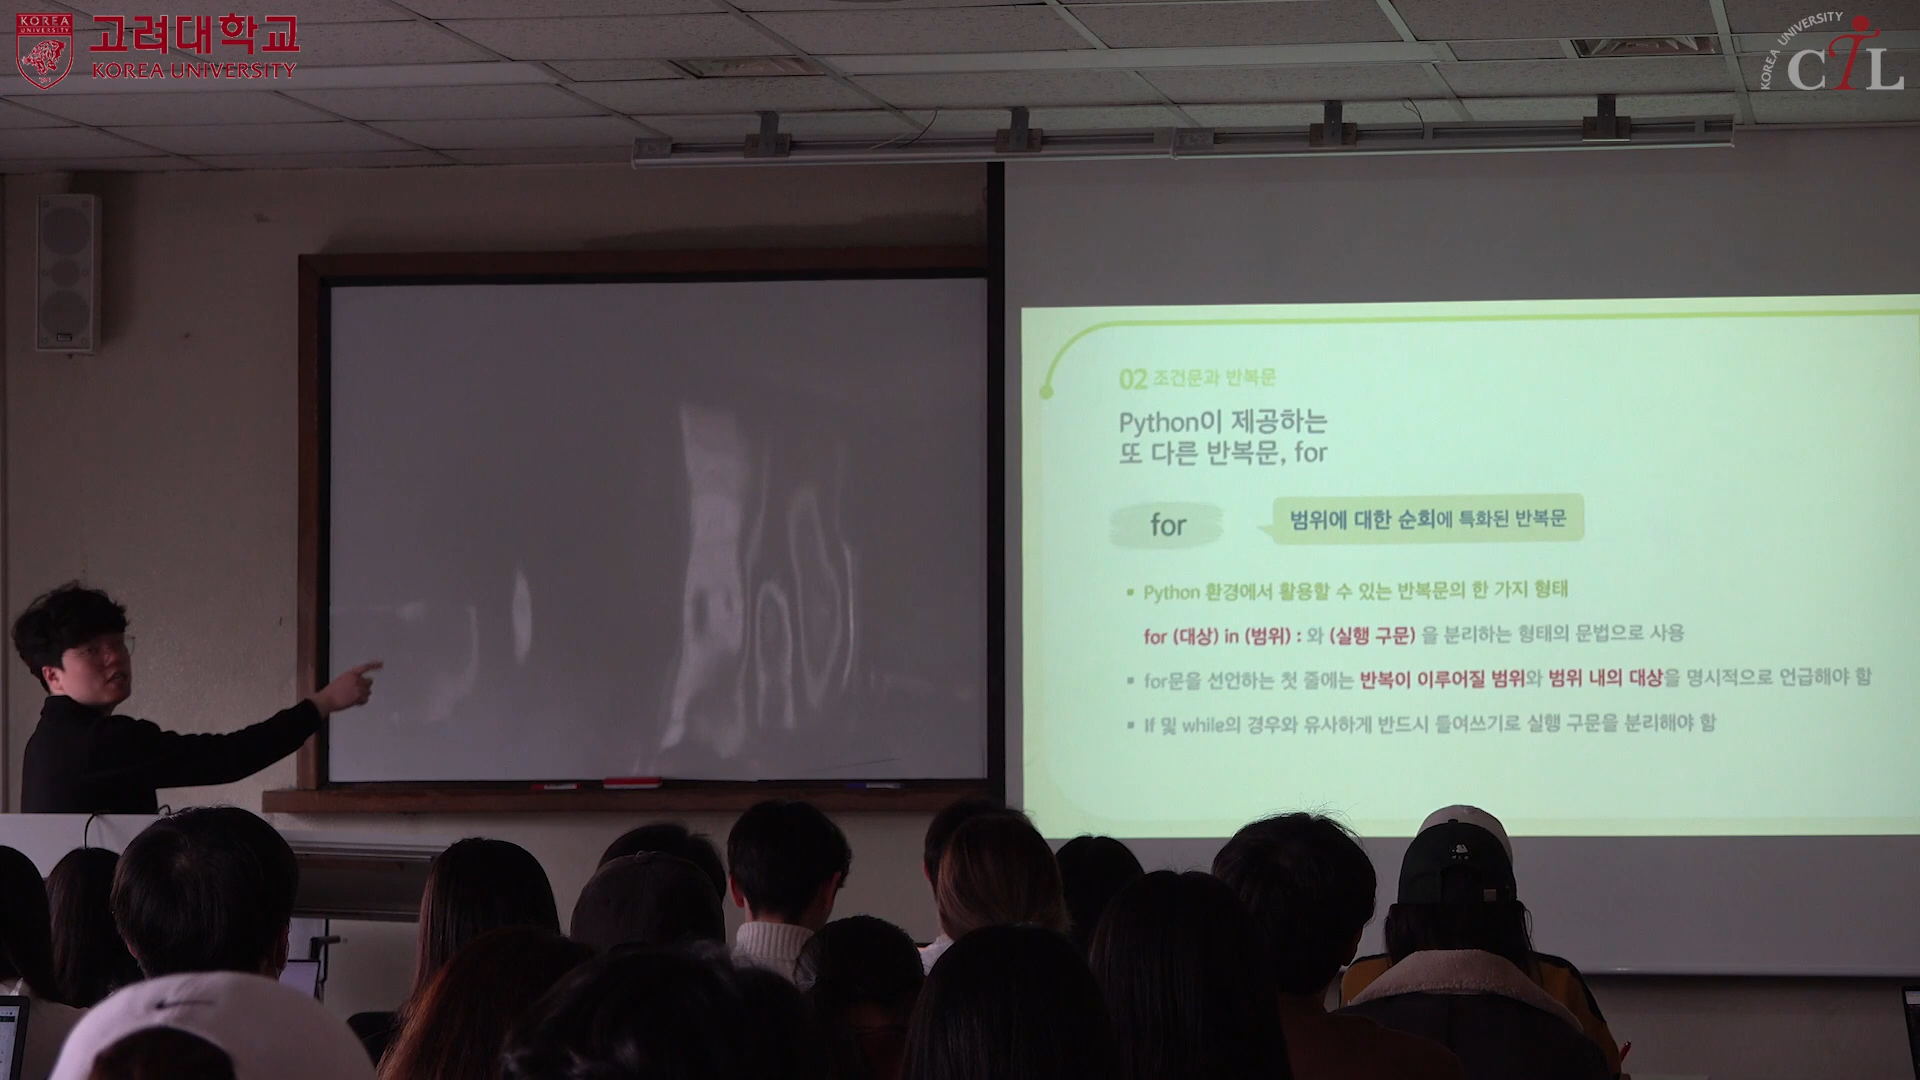 KOREA
UNIVERSITY
고려대학교
KOREA UNIVERSITY
KOREA UNIVERSITY
CTL
02 조건문과 반복문
Python이 제공하는
또 다른 반복문, for
for
범위에 대한 순회에 특화된 반복문
▪ Python 환경에서 활용할 수 있는 반복문의 한 가지 형태
for (대상) in (범위) : 와 (실행 구문) 을 분리하는 형태의 문법으로 사용
▪ for문을 선언하는 첫 줄에는 반복이 이루어질 범위와 범위 내의 대상을 명시적으로 언급해야 함
▪ If 및 while의 경우와 유사하게 반드시 들여쓰기로 실행 구문을 분리해야 함